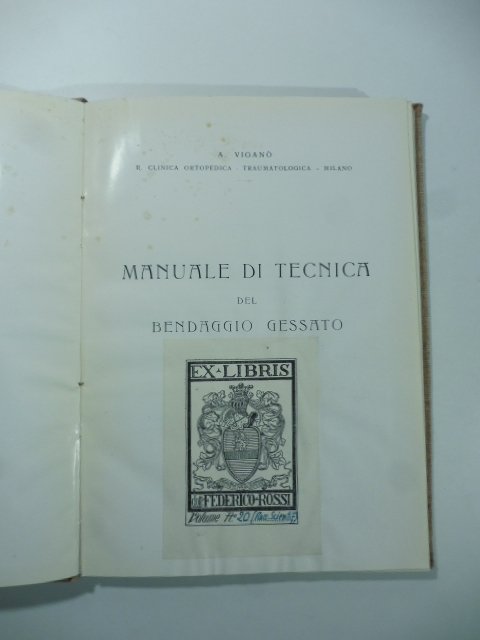 A. VIGANÒ
R. CLINICA ORTOPEDICA - TRAUMATOLOGICA - MILANO
MANUALE DI TECNICA
DEL
BENDAGGIO GESSATO
EX-LIBRIS
FEDERICO-ROSSI
Volume N° 20